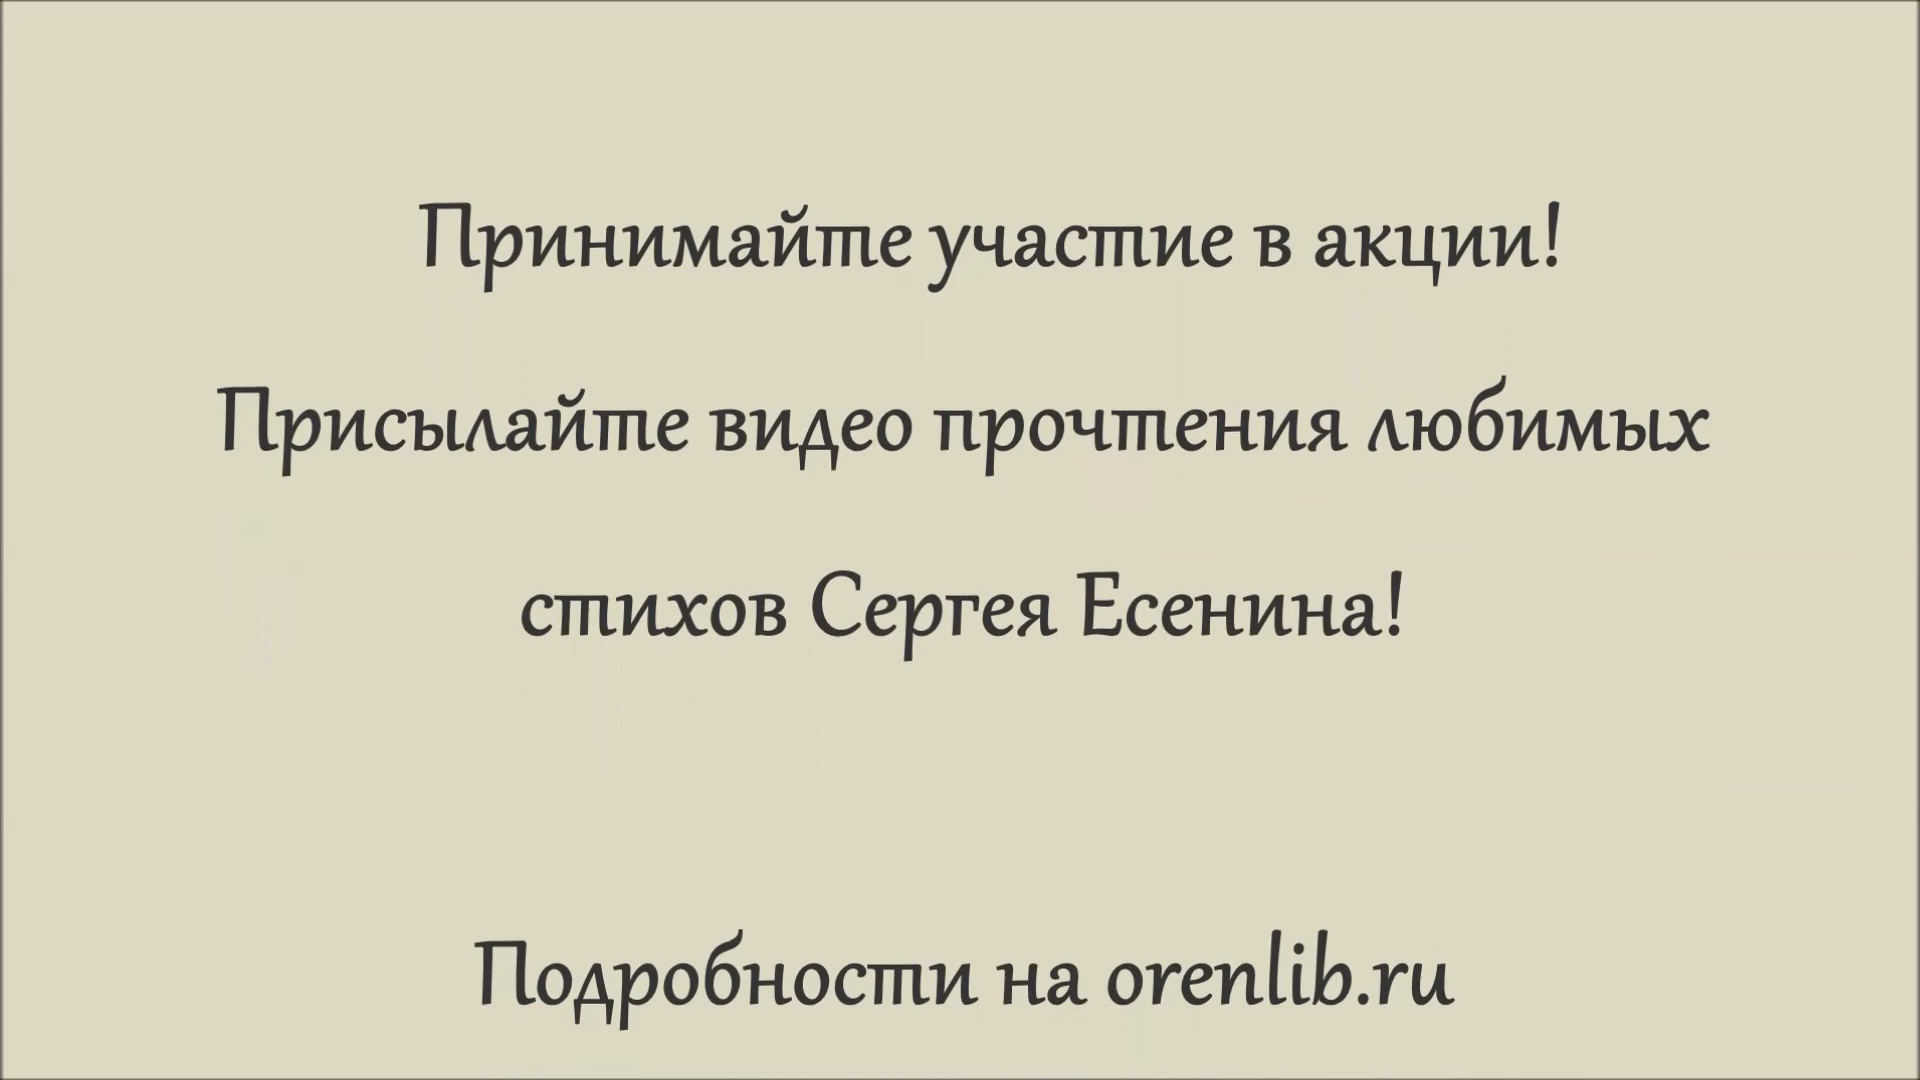 Принимайте участие в акции!
Присылайте видео прочтения любимых
стихов Сергея Есенина!
Подробности на orenlib.ru